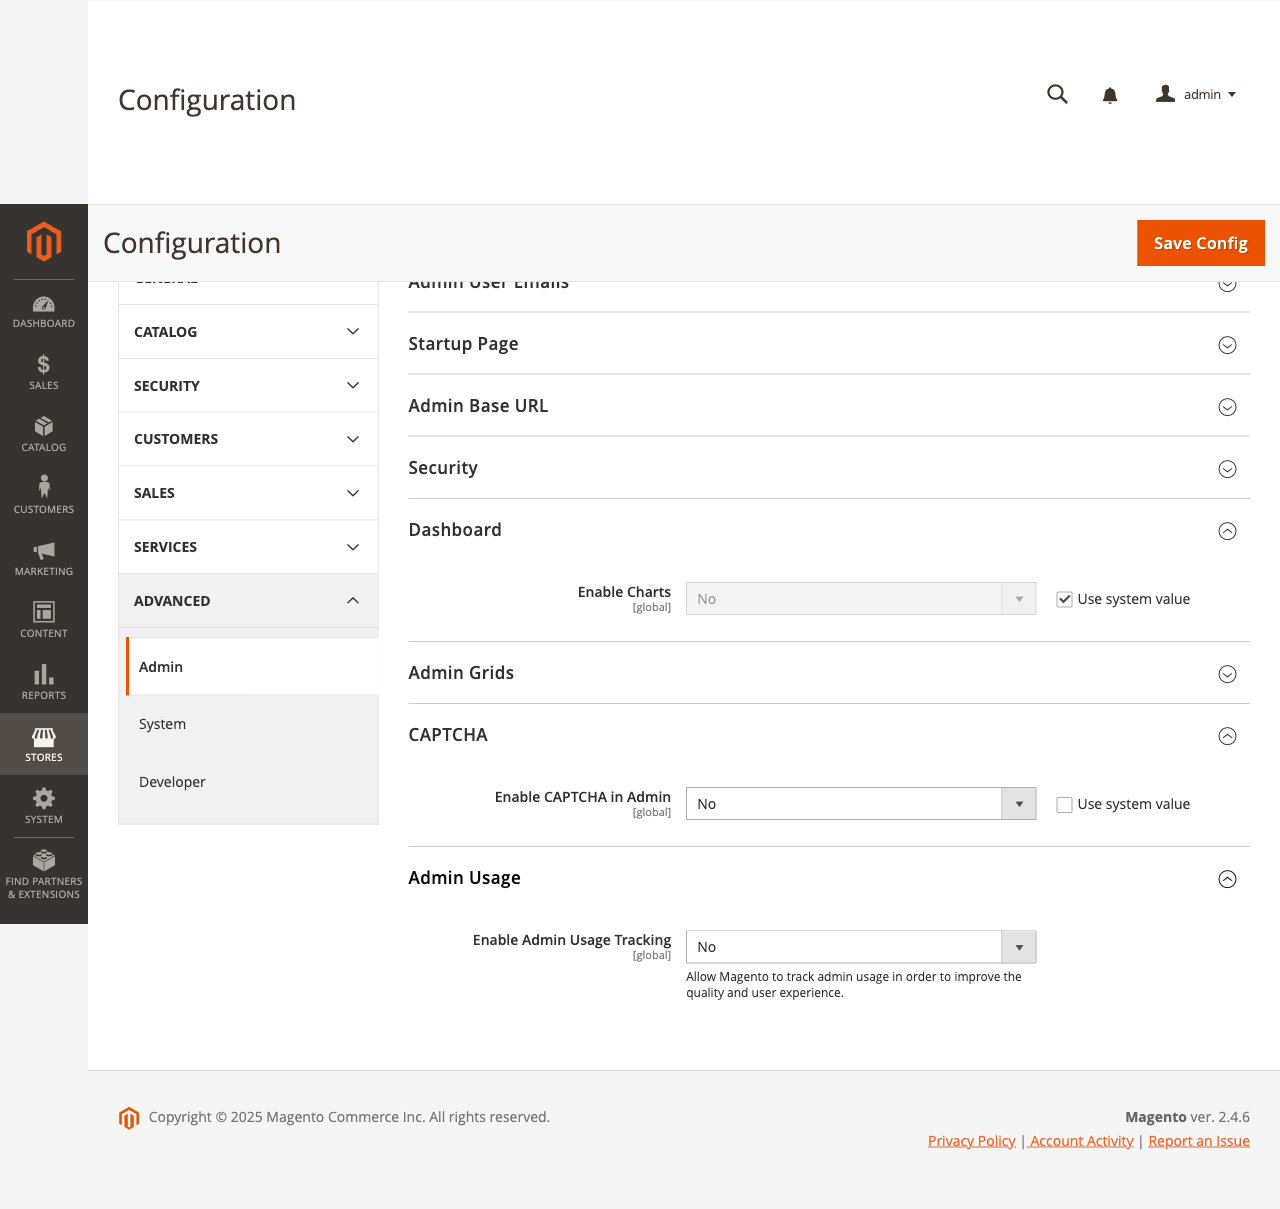 Configuration
admin
Configuration
Save Config
DASHBOARD
SALES
CATALOG
CUSTOMERS
MARKETING
CONTENT
REPORTS
STORES
SYSTEM
FIND PARTNERS
& EXTENSIONS
GENERAL
CATALOG
SECURITY
CUSTOMERS
SALES
SERVICES
ADVANCED
Admin
System
Developer
Admin User Emails
Startup Page
Admin Base URL
Security
Dashboard
Enable Charts
[global]
No
Use system value
Admin Grids
CAPTCHA
Enable CAPTCHA in Admin
[global]
No
Use system value
Admin Usage
Enable Admin Usage Tracking
[global]
No
Allow Magento to track admin usage in order to improve the
quality and user experience.
Copyright © 2025 Magento Commerce Inc. All rights reserved.
Magento ver. 2.4.6
Privacy Policy | Account Activity | Report an Issue